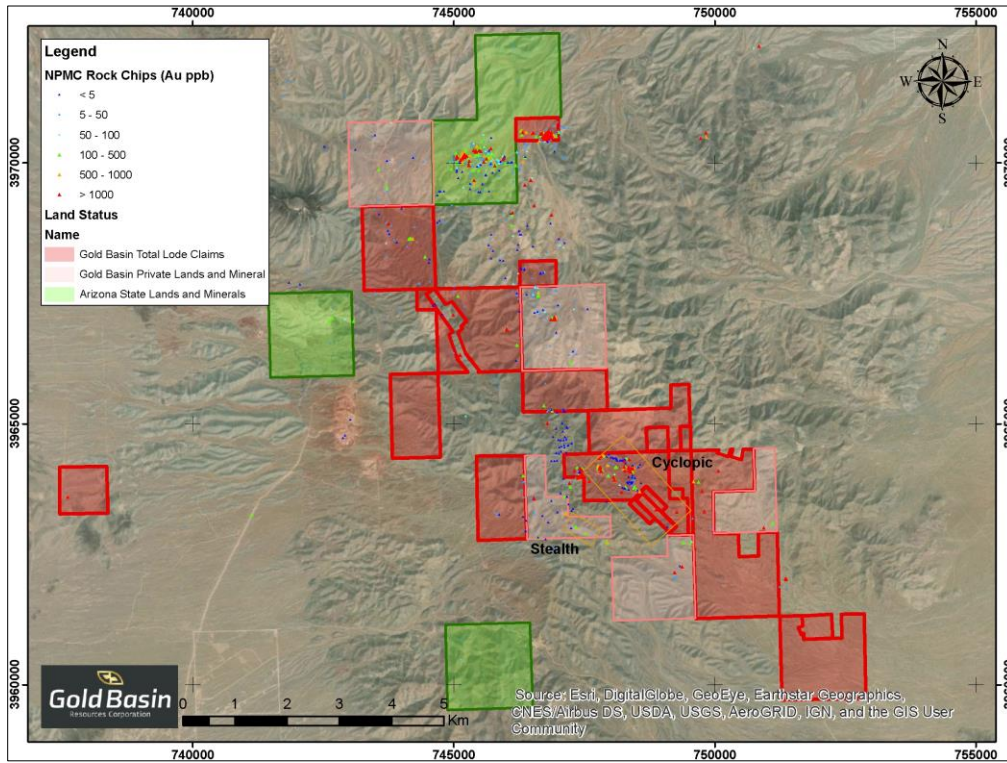 740000
745000
750000
755000
Legend
NPMC Rock Chips (Au ppb)
< 5
5 - 50
50 - 100
100 - 500
500 - 1000
> 1000
Land Status
Name
Gold Basin Total Lode Claims
Gold Basin Private Lands and Mineral
Arizona State Lands and Minerals
N
W
E
S
3970000
3965000
3960000
Cyclopic
Stealth
Gold Basin
Resources Corporation
0 1 2 3 4 5
Km
Source: Esri, DigitalGlobe, GeoEye, Earthstar Geographics,
CNES/Airbus DS, USDA, USGS, AeroGRID, IGN, and the GIS User
Community
740000
745000
750000
755000